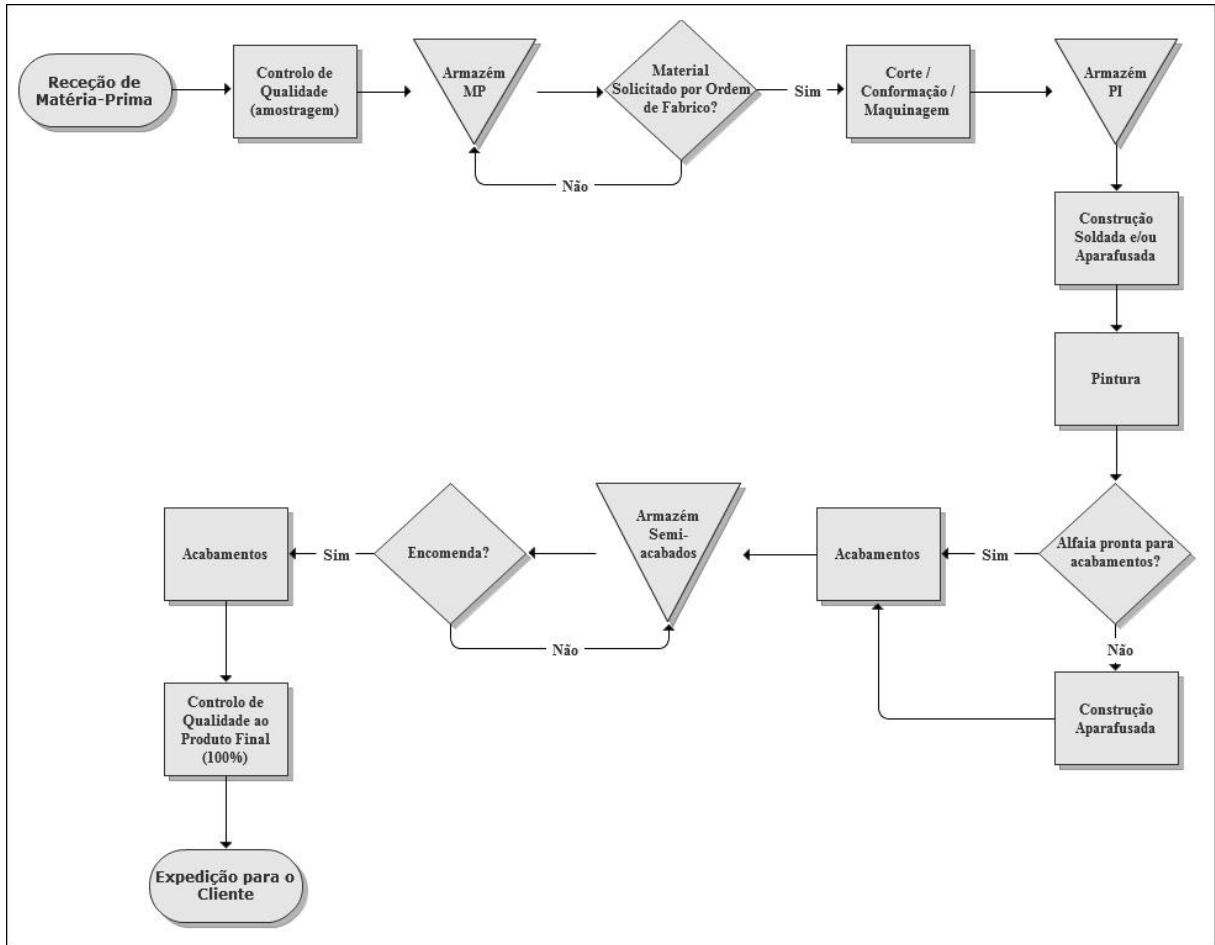 Receção de
Matéria-Prima
Controlo de
Qualidade
(amostragem)
Armazém
MP
Material
Solicitado por Ordem
de Fabrico?
Sim
Não
Corte /
Conformação /
Maquinagem
Armazém
PI
Construção
Soldada e/ou
Aparafusada
Pintura
Alfaia pronta para
acabamentos?
Sim
Não
Construção
Aparafusada
Acabamentos
Armazém
Semi-
acabados
Encomenda?
Não
Sim
Acabamentos
Controlo de
Qualidade ao
Produto Final
(100%)
Expedição para o
Cliente